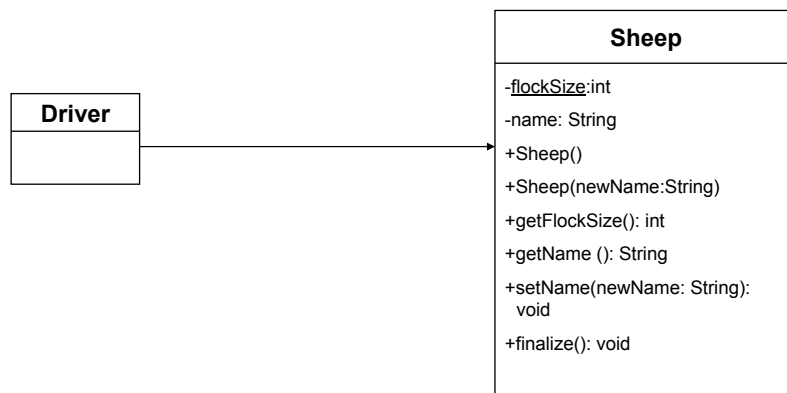 Driver
Sheep
-flockSize:int
-name: String
+Sheep()
+Sheep(newName:String)
+getFlockSize(): int
+getName (): String
+setName(newName: String):
void
+finalize(): void